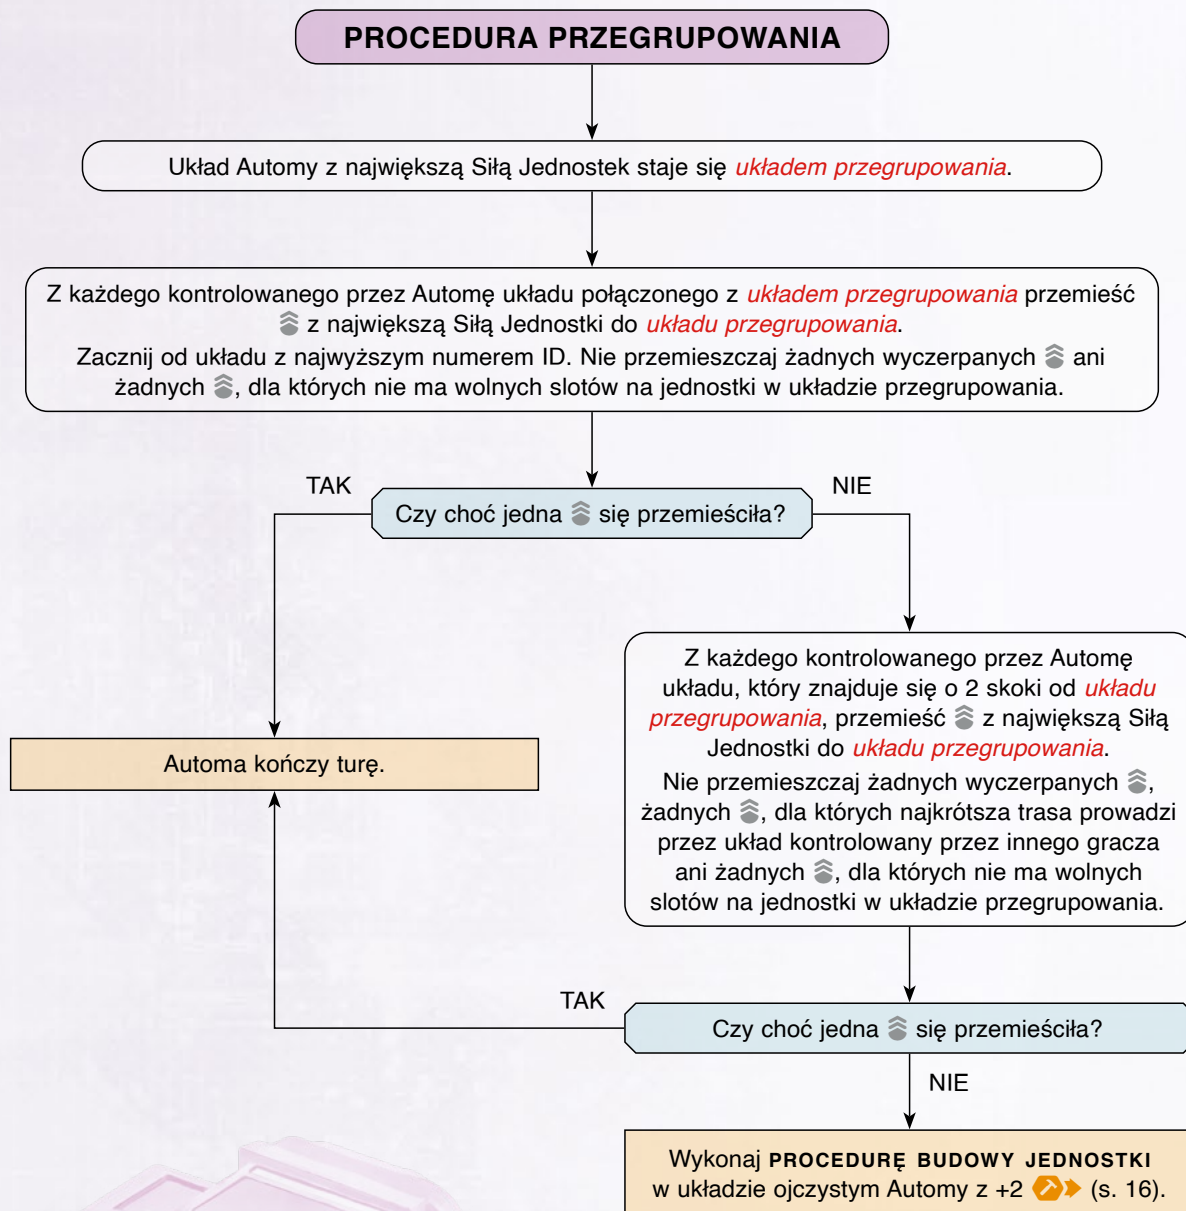 PROCEDURA PRZEGRUPOWANIA
Układ Automy z największą Siłą Jednostek staje się układem przegrupowania.
Z każdego kontrolowanego przez Automę układu połączonego z układem przegrupowania przemieść
z największą Siłą Jednostki do układu przegrupowania.
Zacznij od układu z najwyższym numerem ID. Nie przemieszczaj żadnych wyczerpanych ani
żadnych , dla których nie ma wolnych slotów na jednostki w układzie przegrupowania.
TAK
NIE
Czy choć jedna się przemieściła?
Z każdego kontrolowanego przez Automę
układu, który znajduje się o 2 skoki od układu
przegrupowania, przemieść z największą Siłą
Jednostki do układu przegrupowania.
Nie przemieszczaj żadnych wyczerpanych ,
żadnych , dla których najkrótsza trasa prowadzi
przez układ kontrolowany przez innego gracza
ani żadnych , dla których nie ma wolnych
slotów na jednostki w układzie przegrupowania.
Automa kończy turę.
TAK
Czy choć jedna się przemieściła?
NIE
Wykonaj PROCEDURĘ BUDOWY JEDNOSTKI
w układzie ojczystym Automy z +2 (s. 16).